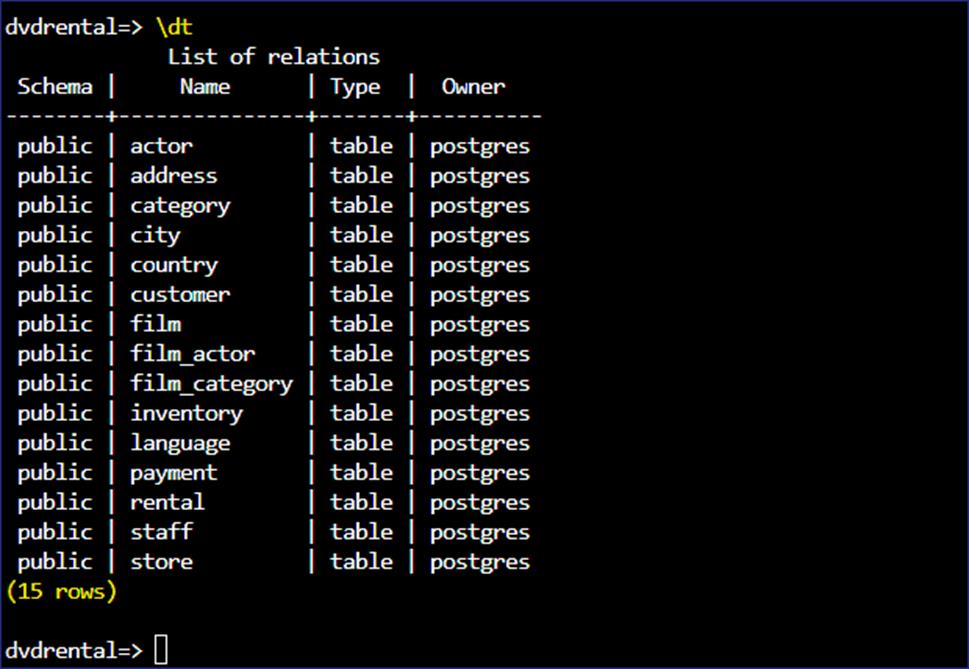 dvdrental=> \dt
             List of relations
 Schema |     Name      | Type  |  Owner
--------+---------------+-------+----------
 public | actor         | table | postgres
 public | address       | table | postgres
 public | category      | table | postgres
 public | city          | table | postgres
 public | country       | table | postgres
 public | customer      | table | postgres
 public | film          | table | postgres
 public | film_actor    | table | postgres
 public | film_category | table | postgres
 public | inventory     | table | postgres
 public | language      | table | postgres
 public | payment       | table | postgres
 public | rental        | table | postgres
 public | staff         | table | postgres
 public | store         | table | postgres
(15 rows)
dvdrental=>